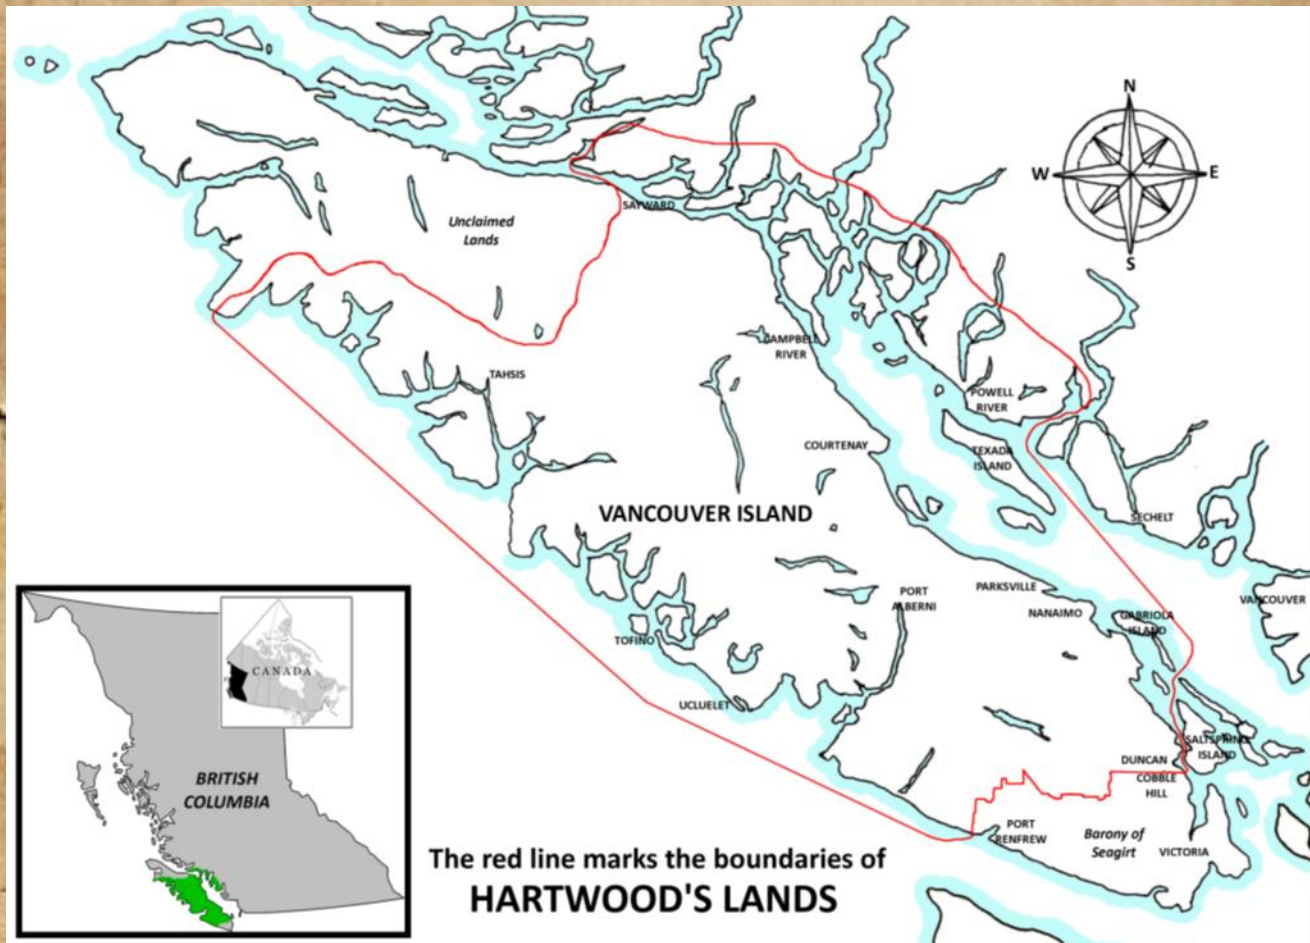 N
W
E
S
SAYWARD
Unclaimed
Lands
CAMPBELL
RIVER
TAHSIS
POWELL
RIVER
COURTENAY
TEXADA
ISLAND
VANCOUVER ISLAND
SECHELT
PARKSVILLE
PORT
ALBERNI
NANAIMO
GABRIOLA
ISLAND
VANCOUVER
TOFINO
UCLUELET
SALTSPRING
ISLAND
DUNCAN
COBBLE
HILL
PORT
RENFREW
Barony of
Seagirt
VICTORIA
CANADA
BRITISH
COLUMBIA
The red line marks the boundaries of
HARTWOOD'S LANDS